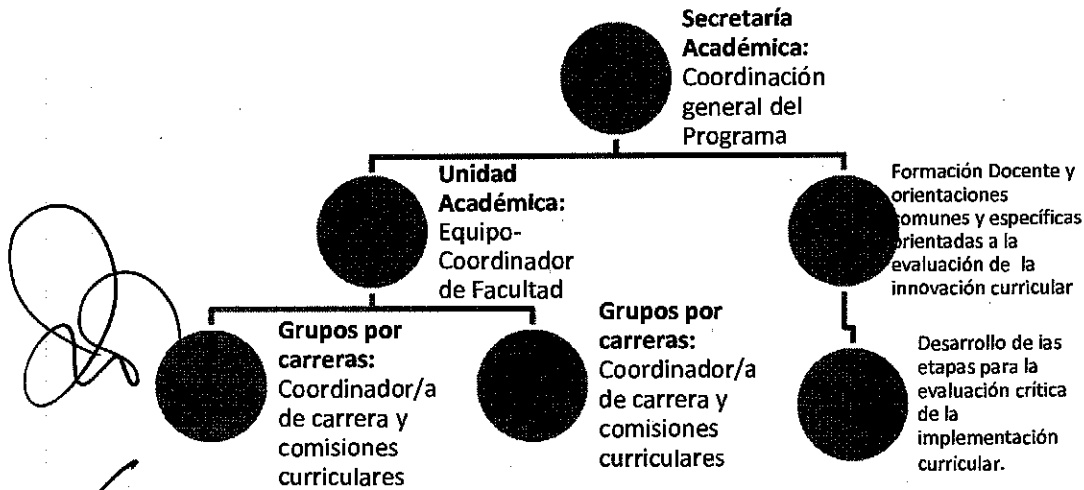 Secretaría
Académica:
Coordinación
general del
Programa
Unidad
Académica:
Equipo-
Coordinador
de Facultad
Formación Docente y
orientaciones
comunes y específicas
orientadas a la
evaluación de la
innovación curricular
Grupos por
carreras:
Coordinador/a
de carrera y
comisiones
curriculares
Grupos por
carreras:
Coordinador/a
de carrera y
comisiones
curriculares
Desarrollo de las
etapas para la
evaluación crítica
de la
implementación
curricular.